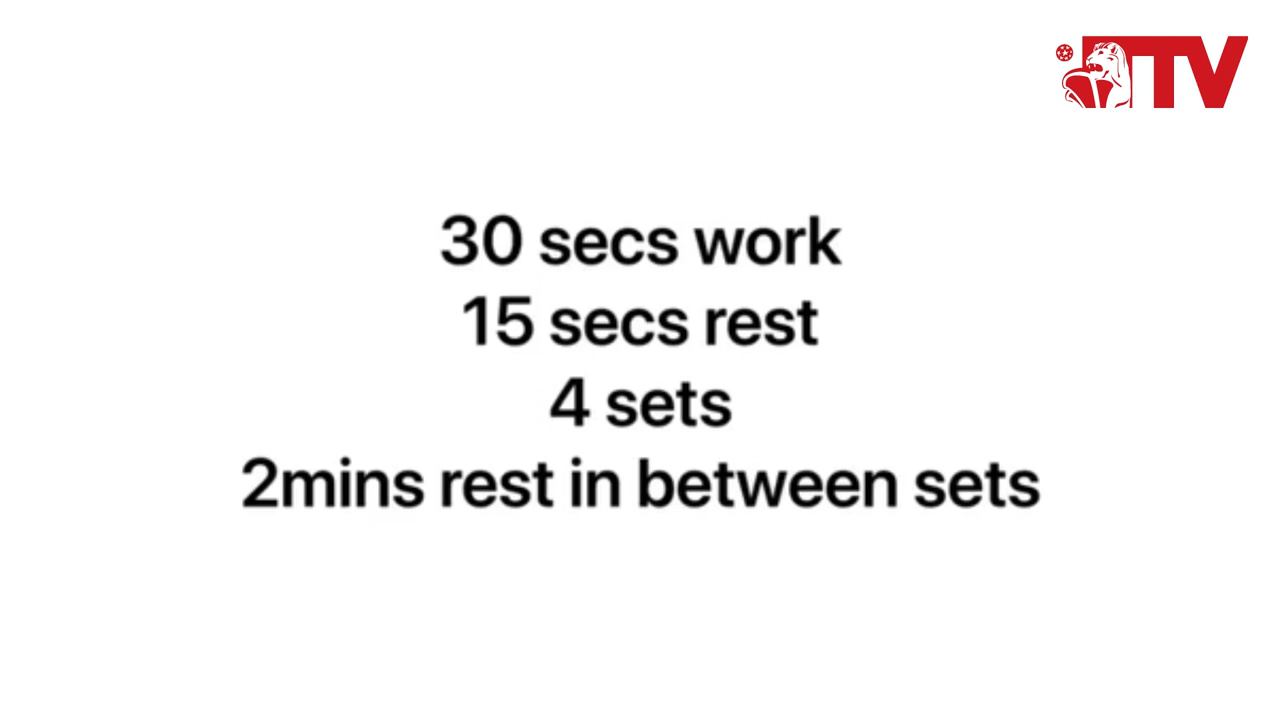 TV
30 secs work
15 secs rest
4 sets
2mins rest in between sets